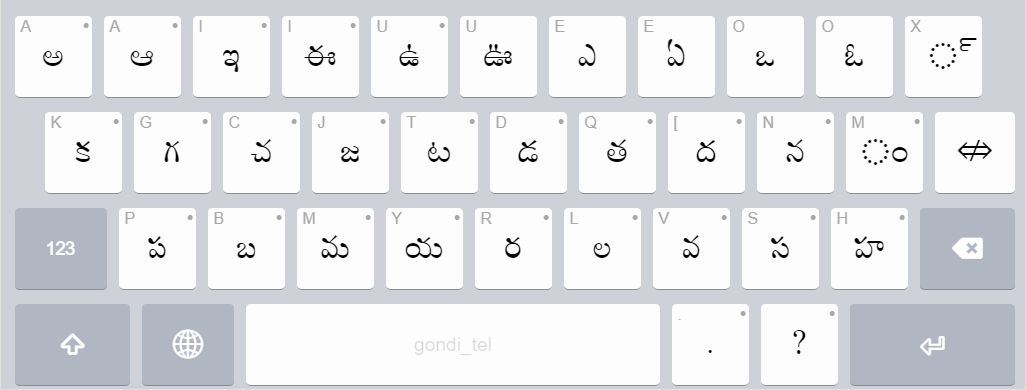 A అ A ఆ I ఇ I ఈ U ఉ U ఊ E ఎ E ఏ O ఒ O ఓ X ్
K క G గ C చ J జ T ట D డ Q త [ ద N న M ం ⇎
123 P ప B బ M మ Y య R ర L ల V వ S స H హ
gondi_tel . . ?